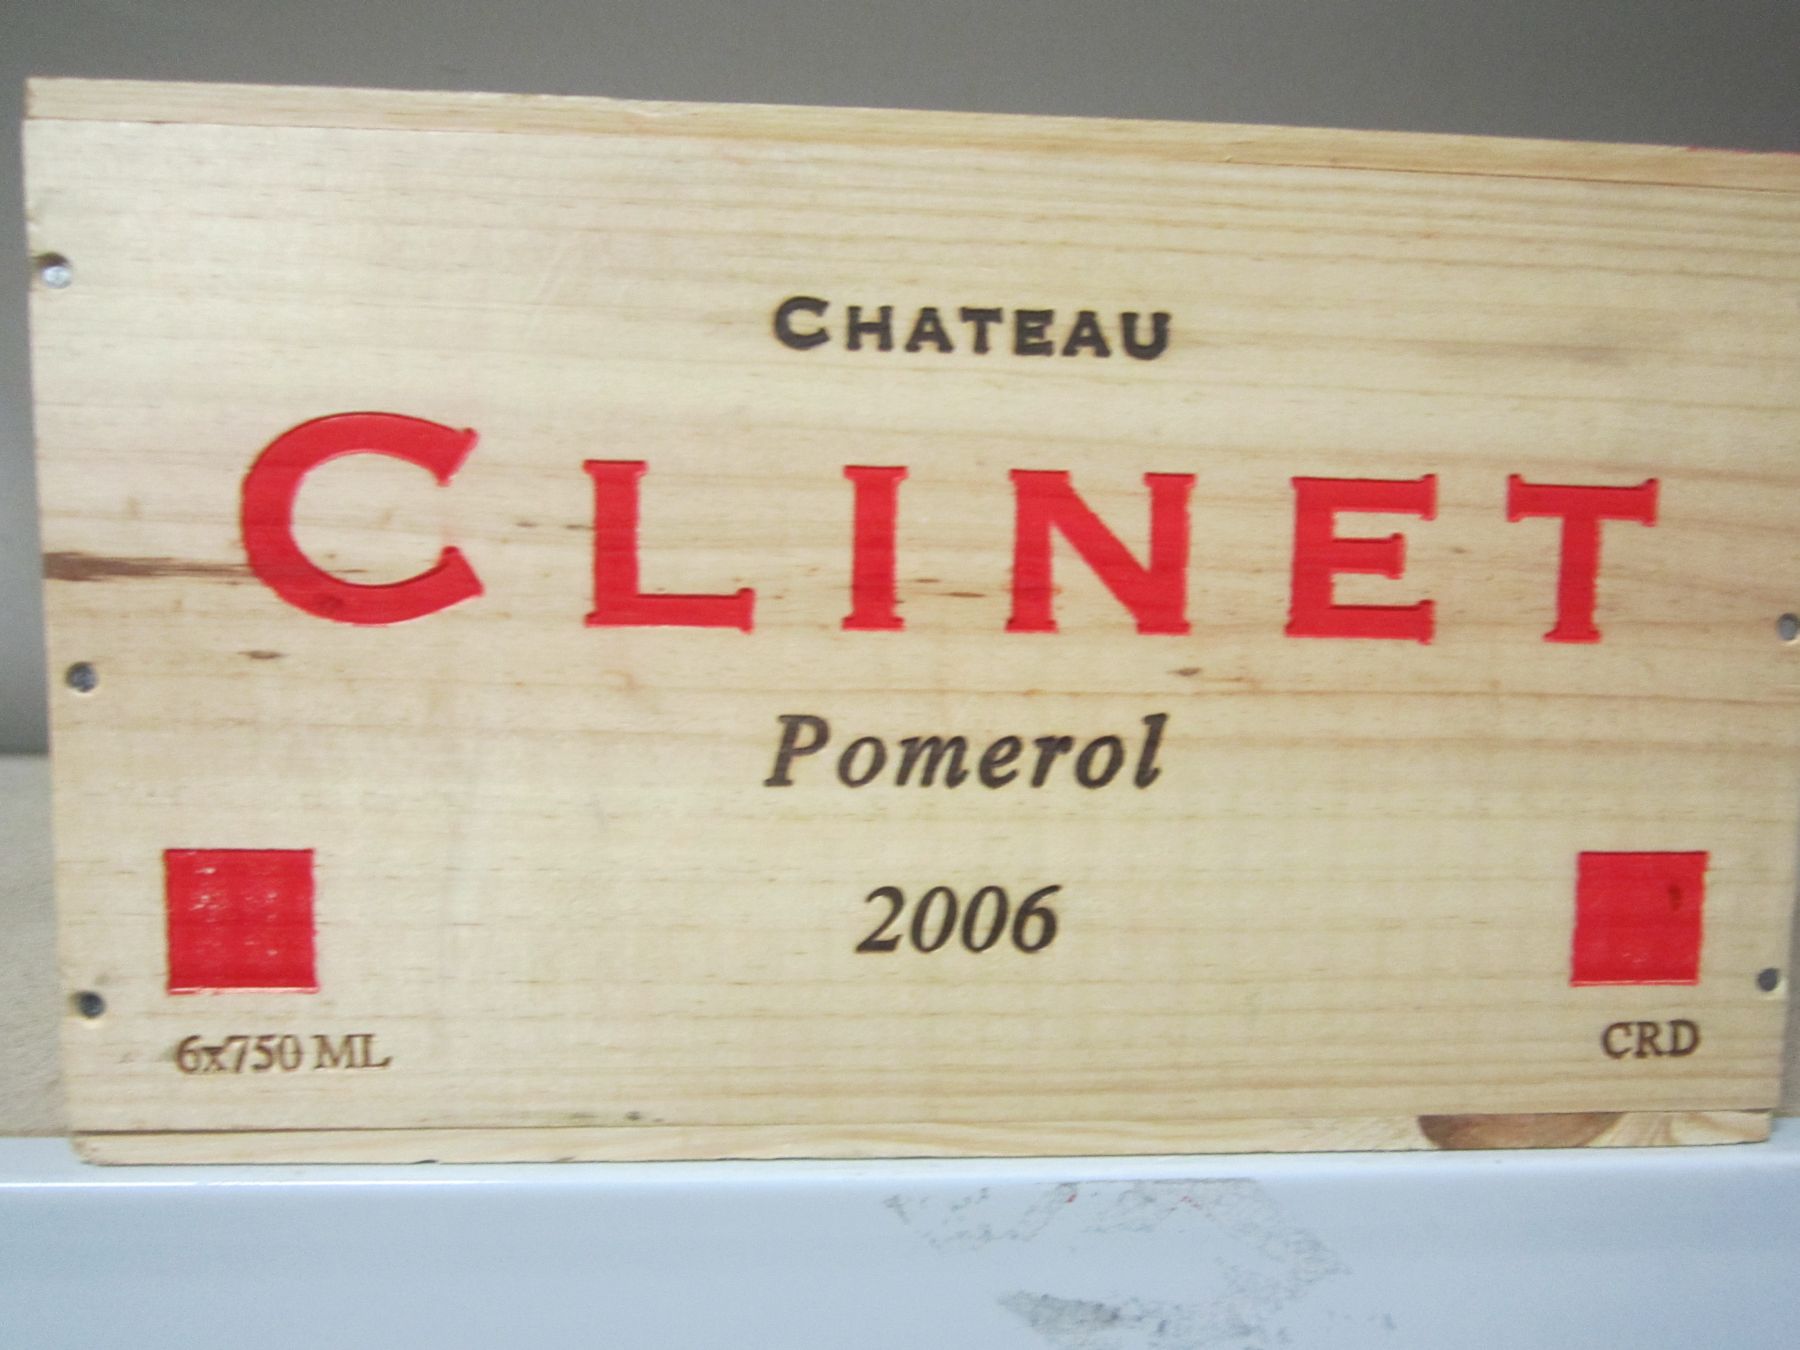 CHATEAU
CLINET
Pomerol
2006
6x750 ML
CRD